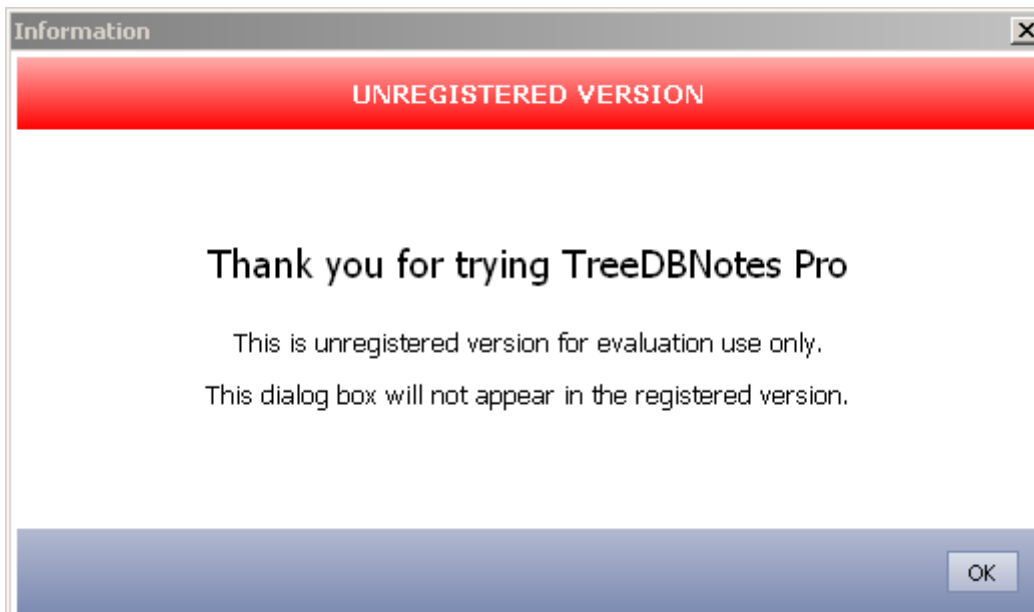 Information
UNREGISTERED VERSION
Thank you for trying TreeDBNotes Pro
This is unregistered version for evaluation use only.
This dialog box will not appear in the registered version.
OK